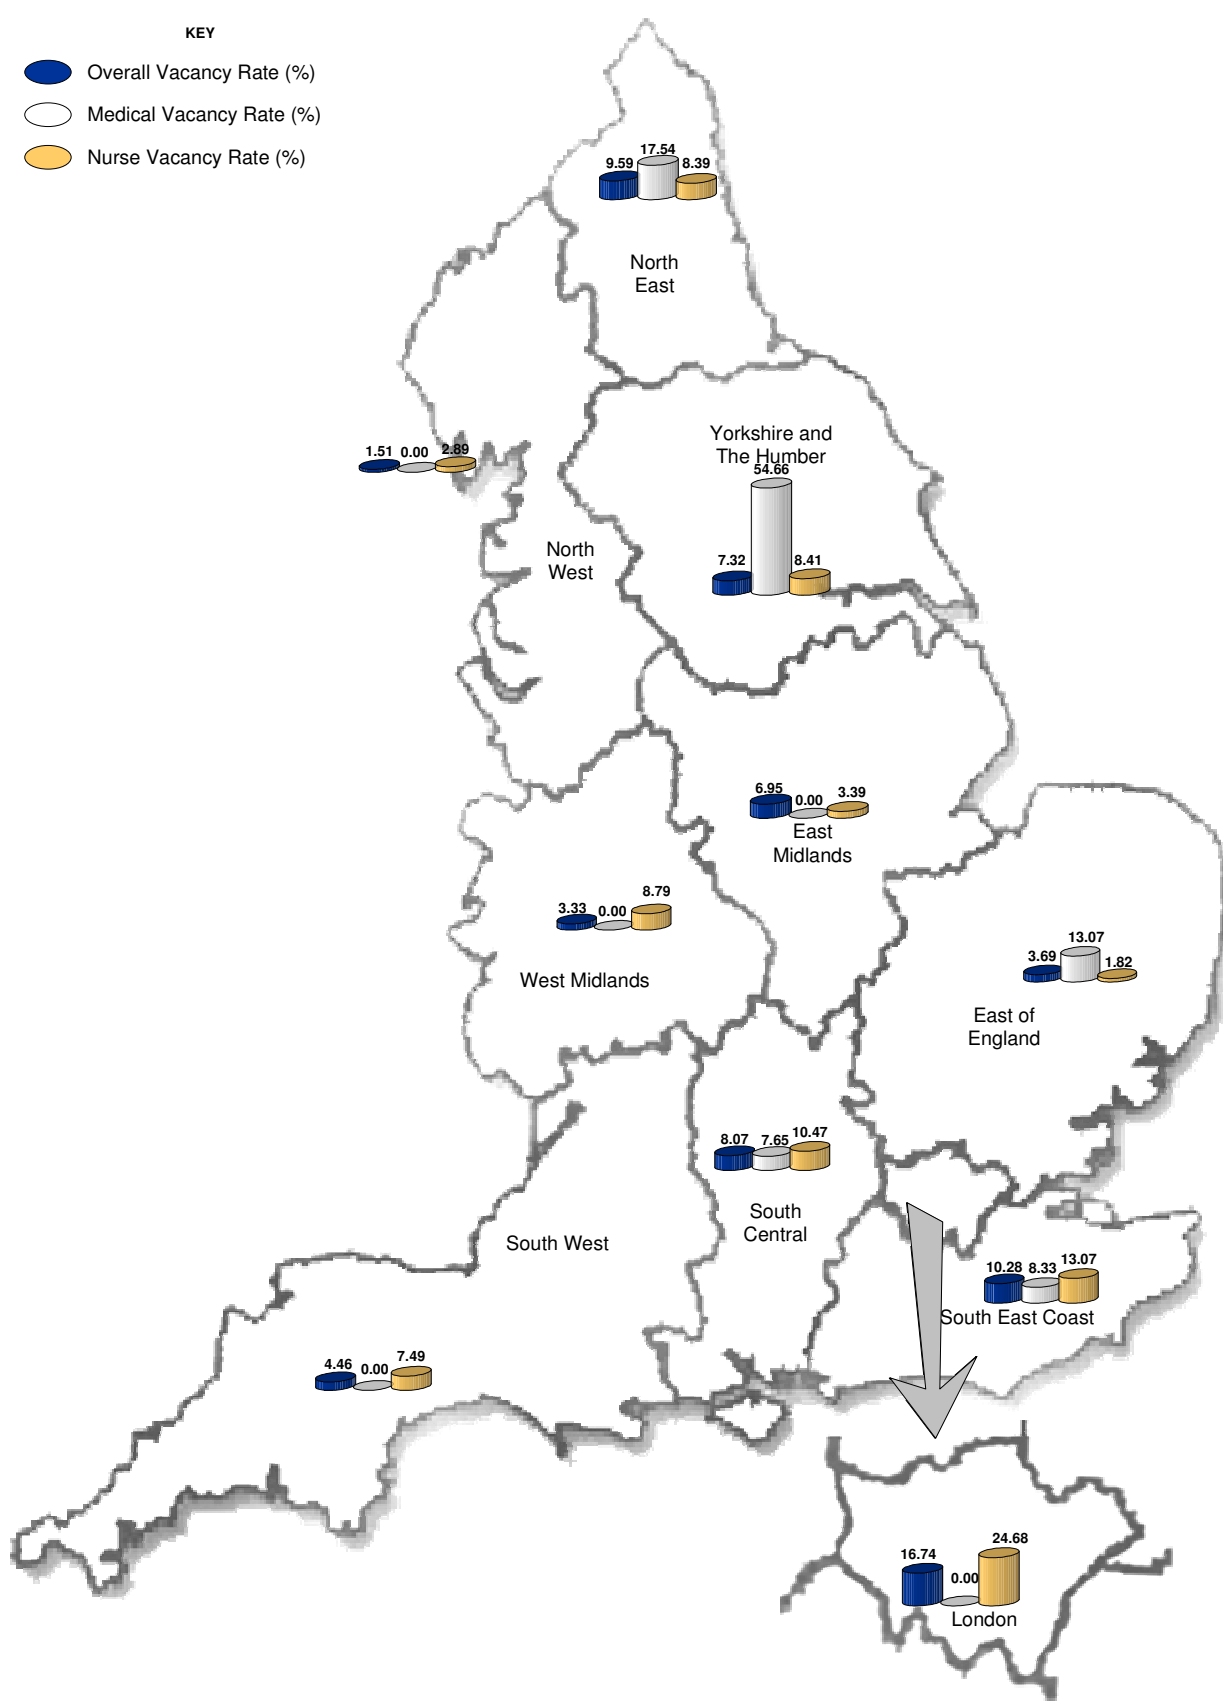 KEY
Overall Vacancy Rate (%)
Medical Vacancy Rate (%)
Nurse Vacancy Rate (%)
9.59 17.54 8.39
North
East
Yorkshire and
The Humber
54.66
7.32 8.41
1.51 0.00 2.89
North
West
6.95 0.00 3.39
East
Midlands
3.33 0.00 8.79
West Midlands
3.69 13.07 1.82
East of
England
8.07 7.65 10.47
South
Central
South West
10.28 8.33 13.07
South East Coast
4.46 0.00 7.49
16.74 0.00 24.68
London